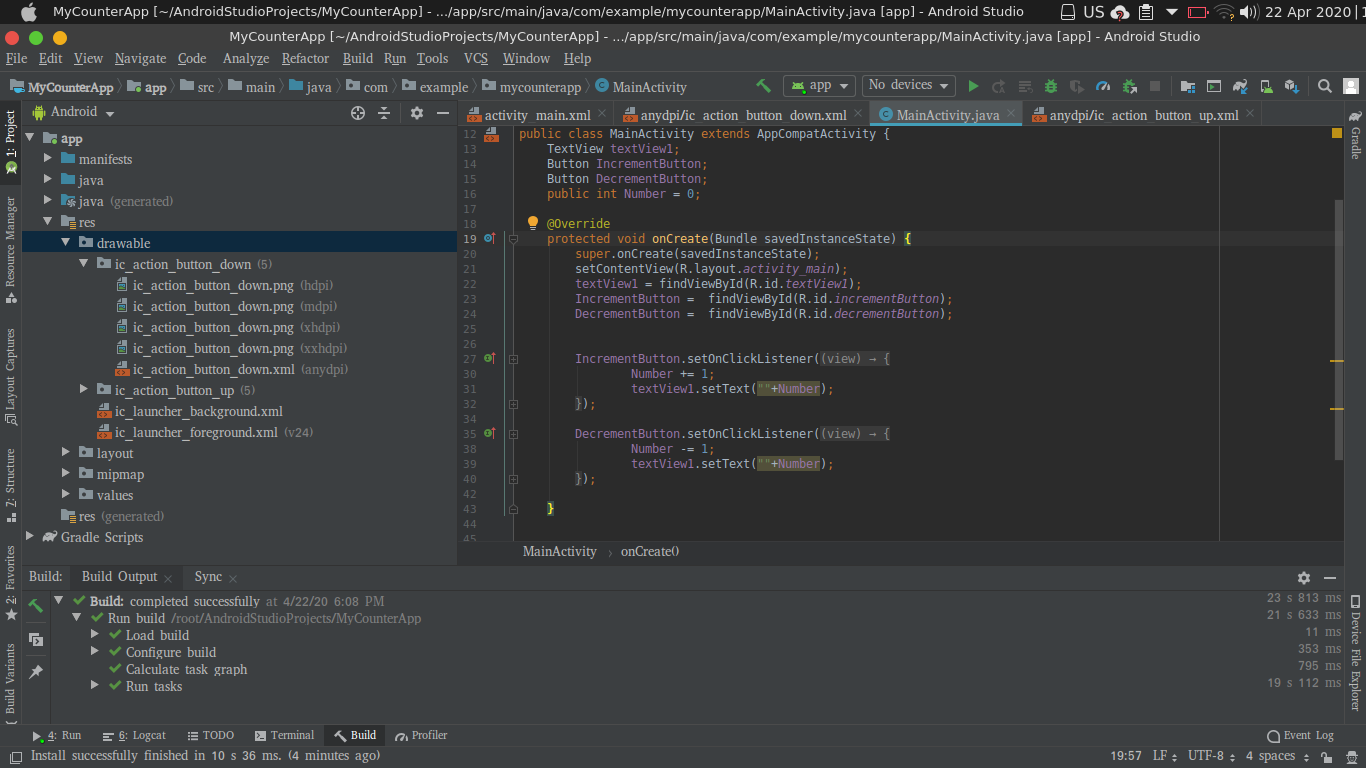 MyCounterApp [~/AndroidStudioProjects/MyCounterApp] - .../app/src/main/java/com/example/mycounterapp/MainActivity.java [app] - Android Studio US 22 Apr 2020 | 1
MyCounterApp [~/AndroidStudioProjects/MyCounterApp] - .../app/src/main/java/com/example/mycounterapp/MainActivity.java [app] - Android Studio
File Edit View Navigate Code Analyze Refactor Build Run Tools VCS Window Help
MyCounterApp app src main java com example mycounterapp MainActivity app No devices
1: Project
Resource Manager
Layout Captures
7: Structure
2: Favorites
Build Variants
Android
app
manifests
java
java (generated)
res
drawable
ic_action_button_down (5)
ic_action_button_down.png (hdpi)
ic_action_button_down.png (mdpi)
ic_action_button_down.png (xhdpi)
ic_action_button_down.png (xxhdpi)
ic_action_button_down.xml (anydpi)
ic_action_button_up (5)
ic_launcher_background.xml
ic_launcher_foreground.xml (v24)
layout
mipmap
values
res (generated)
Gradle Scripts
activity_main.xml anydpi/ic_action_button_down.xml MainActivity.java anydpi/ic_action_button_up.xml
12 public class MainActivity extends AppCompatActivity {
13 TextView textView1;
14 Button IncrementButton;
15 Button DecrementButton;
16 public int Number = 0;
17
18 @Override
19 protected void onCreate(Bundle savedInstanceState) {
20 super.onCreate(savedInstanceState);
21 setContentView(R.layout.activity_main);
22 textView1 = findViewById(R.id.textView1);
23 IncrementButton = findViewById(R.id.incrementButton);
24 DecrementButton = findViewById(R.id.decrementButton);
25
26
27 IncrementButton.setOnClickListener((view) → {
30 Number += 1;
31 textView1.setText(""+Number);
32 });
34
35 DecrementButton.setOnClickListener((view) → {
38 Number -= 1;
39 textView1.setText(""+Number);
40 });
42
43 }
44
45
MainActivity › onCreate()
Gradle
Device File Explorer
Build: Build Output Sync
Build: completed successfully at 4/22/20 6:08 PM 23 s 813 ms
Run build /root/AndroidStudioProjects/MyCounterApp 21 s 633 ms
Load build 11 ms
Configure build 353 ms
Calculate task graph 795 ms
Run tasks 19 s 112 ms
4: Run 6: Logcat TODO Terminal Build Profiler Event Log
Install successfully finished in 10 s 36 ms. (4 minutes ago) 19:57 LF UTF-8 4 spaces